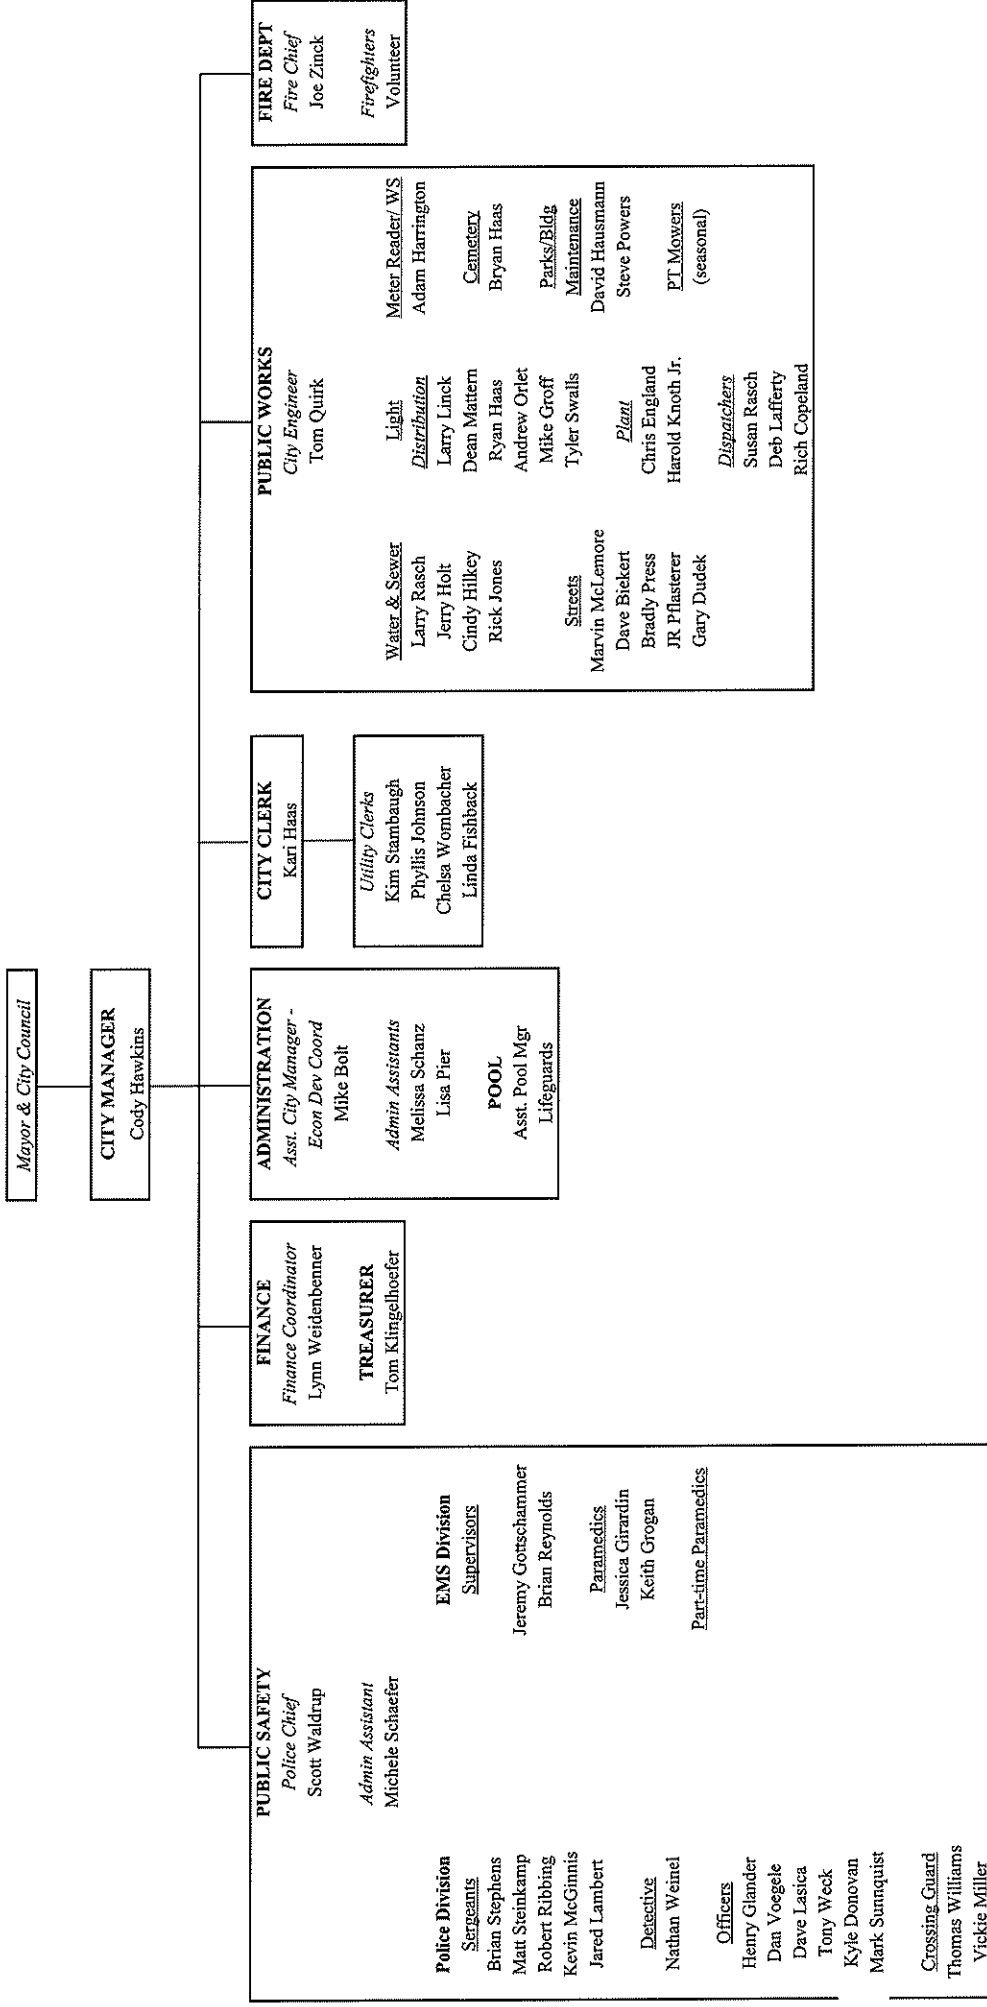 Mayor & City Council
CITY MANAGER
Cody Hawkins
PUBLIC SAFETY
Police Chief
Scott Waldrup
Admin Assistant
Michele Schaefer
Police Division
Sergeants
Brian Stephens
Matt Steinkamp
Robert Ribbing
Kevin McGinnis
Jared Lambert
Detective
Nathan Weinel
Officers
Henry Glander
Dan Voegele
Dave Lasica
Tony Weck
Kyle Donovan
Mark Sunnquist
Crossing Guard
Thomas Williams
Vickie Miller
EMS Division
Supervisors
Jeremy Gottschammer
Brian Reynolds
Paramedics
Jessica Girardin
Keith Grogan
Part-time Paramedics
FINANCE
Finance Coordinator
Lynn Weidenbenner
TREASURER
Tom Klingelhoefer
ADMINISTRATION
Asst. City Manager -
Econ Dev Coord
Mike Bolt
Admin Assistants
Melissa Schanz
Lisa Pier
POOL
Asst. Pool Mgr
Lifeguards
CITY CLERK
Kari Haas
Utility Clerks
Kim Stambaugh
Phyllis Johnson
Chelsa Wombacher
Linda Fishback
PUBLIC WORKS
City Engineer
Tom Quirk
Water & Sewer
Larry Rasch
Jerry Holt
Cindy Hilkey
Rick Jones
Streets
Marvin McLemore
Dave Biekert
Bradly Press
JR Pflasterer
Gary Dudek
Light
Distribution
Larry Linck
Dean Mattern
Ryan Haas
Andrew Orlet
Mike Groff
Tyler Swalls
Plant
Chris England
Harold Knoth Jr.
Dispatchers
Susan Rasch
Deb Lafferty
Rich Copeland
Meter Reader/ WS
Adam Harrington
Cemetery
Bryan Haas
Parks/Bldg
Maintenance
David Hausmann
Steve Powers
PT Mowers
(seasonal)
FIRE DEPT
Fire Chief
Joe Zinck
Firefighters
Volunteer